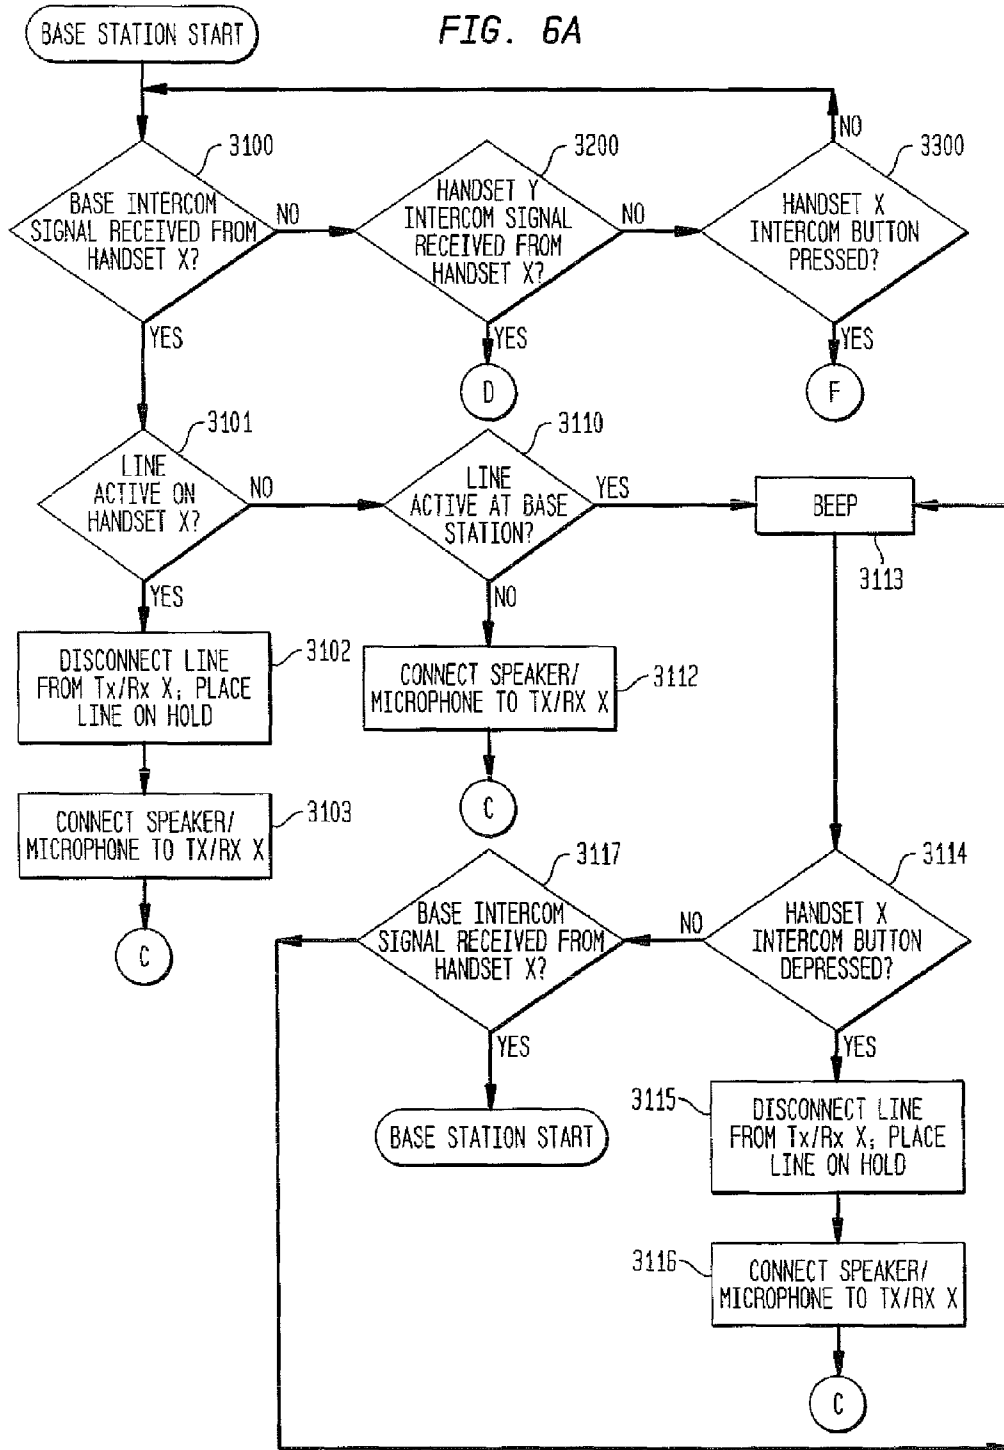 FIG. 6A
BASE STATION START
3100
BASE INTERCOM
SIGNAL RECEIVED FROM
HANDSET X?
NO
YES
3200
HANDSET Y
INTERCOM SIGNAL
RECEIVED FROM
HANDSET X?
NO
YES
D
3300
HANDSET X
INTERCOM BUTTON
PRESSED?
NO
YES
F
3101
LINE
ACTIVE ON
HANDSET X?
NO
YES
3110
LINE
ACTIVE AT BASE
STATION?
YES
NO
BEEP
3113
3102
DISCONNECT LINE
FROM Tx/Rx X; PLACE
LINE ON HOLD
3112
CONNECT SPEAKER/
MICROPHONE TO TX/RX X
C
3103
CONNECT SPEAKER/
MICROPHONE TO TX/RX X
C
3117
BASE INTERCOM
SIGNAL RECEIVED FROM
HANDSET X?
YES
BASE STATION START
3114
HANDSET X
INTERCOM BUTTON
DEPRESSED?
NO
YES
3115
DISCONNECT LINE
FROM Tx/Rx X; PLACE
LINE ON HOLD
3116
CONNECT SPEAKER/
MICROPHONE TO TX/RX X
C